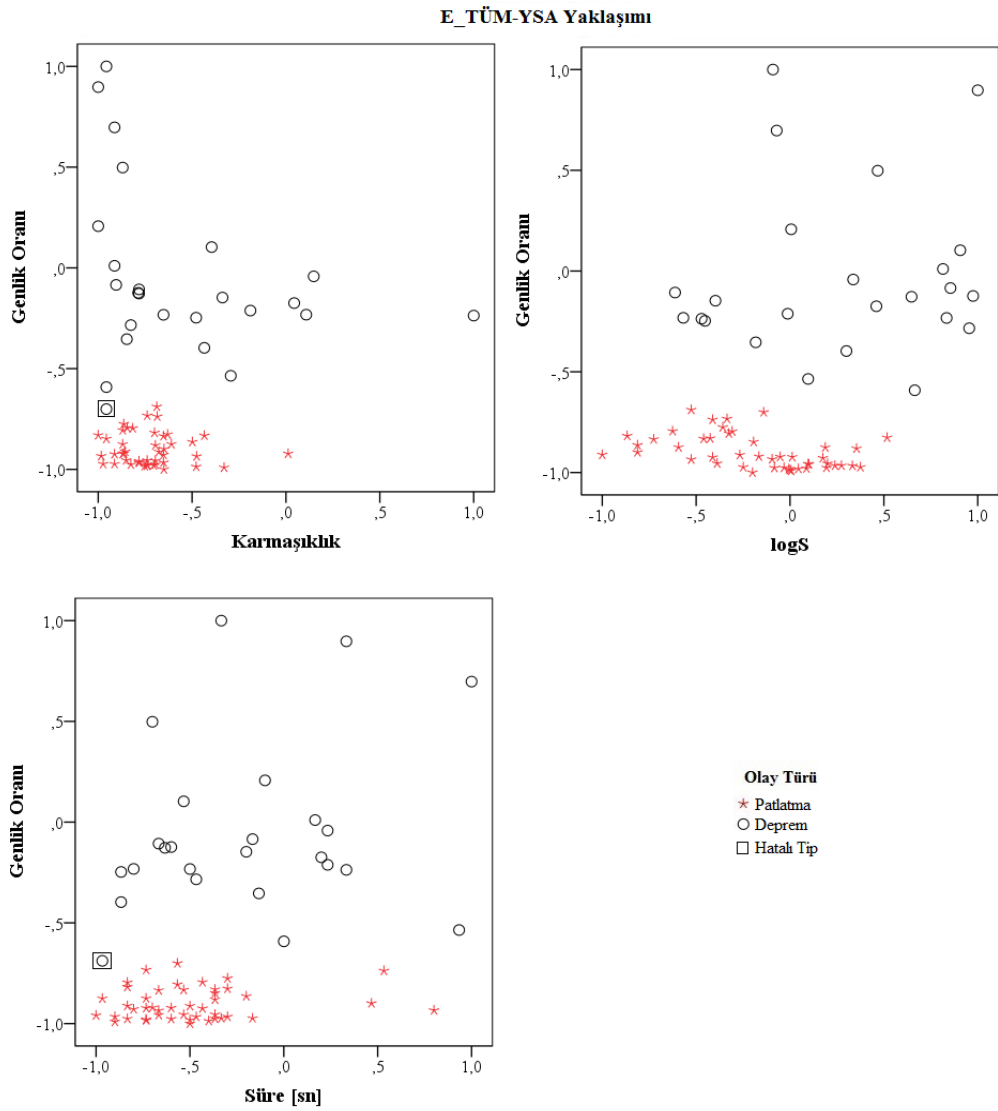 E_TÜM-YSA Yaklaşımı
1,0
,5
,0
-,5
-1,0
Genlik Oranı
-1,0
-,5
,0
,5
1,0
Karmaşıklık
1,0
,5
,0
-,5
-1,0
Genlik Oranı
-1,0
-,5
,0
,5
1,0
logS
1,0
,5
,0
-,5
-1,0
Genlik Oranı
-1,0
-,5
,0
,5
1,0
Süre [sn]
Olay Türü
Patlatma
Deprem
Hatalı Tip